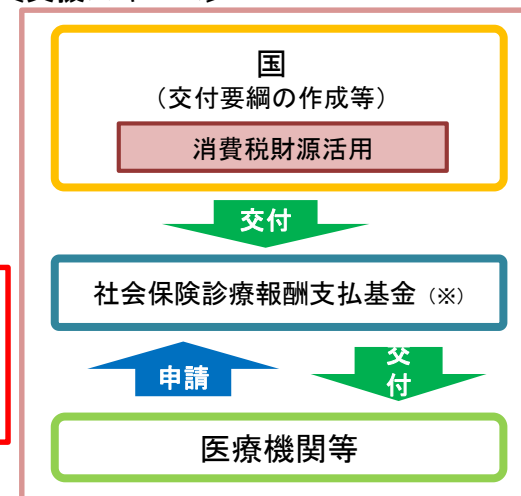 国
（交付要綱の作成等）
消費税財源活用
交付
社会保険診療報酬支払基金（※）
申請
交
付
医療機関等